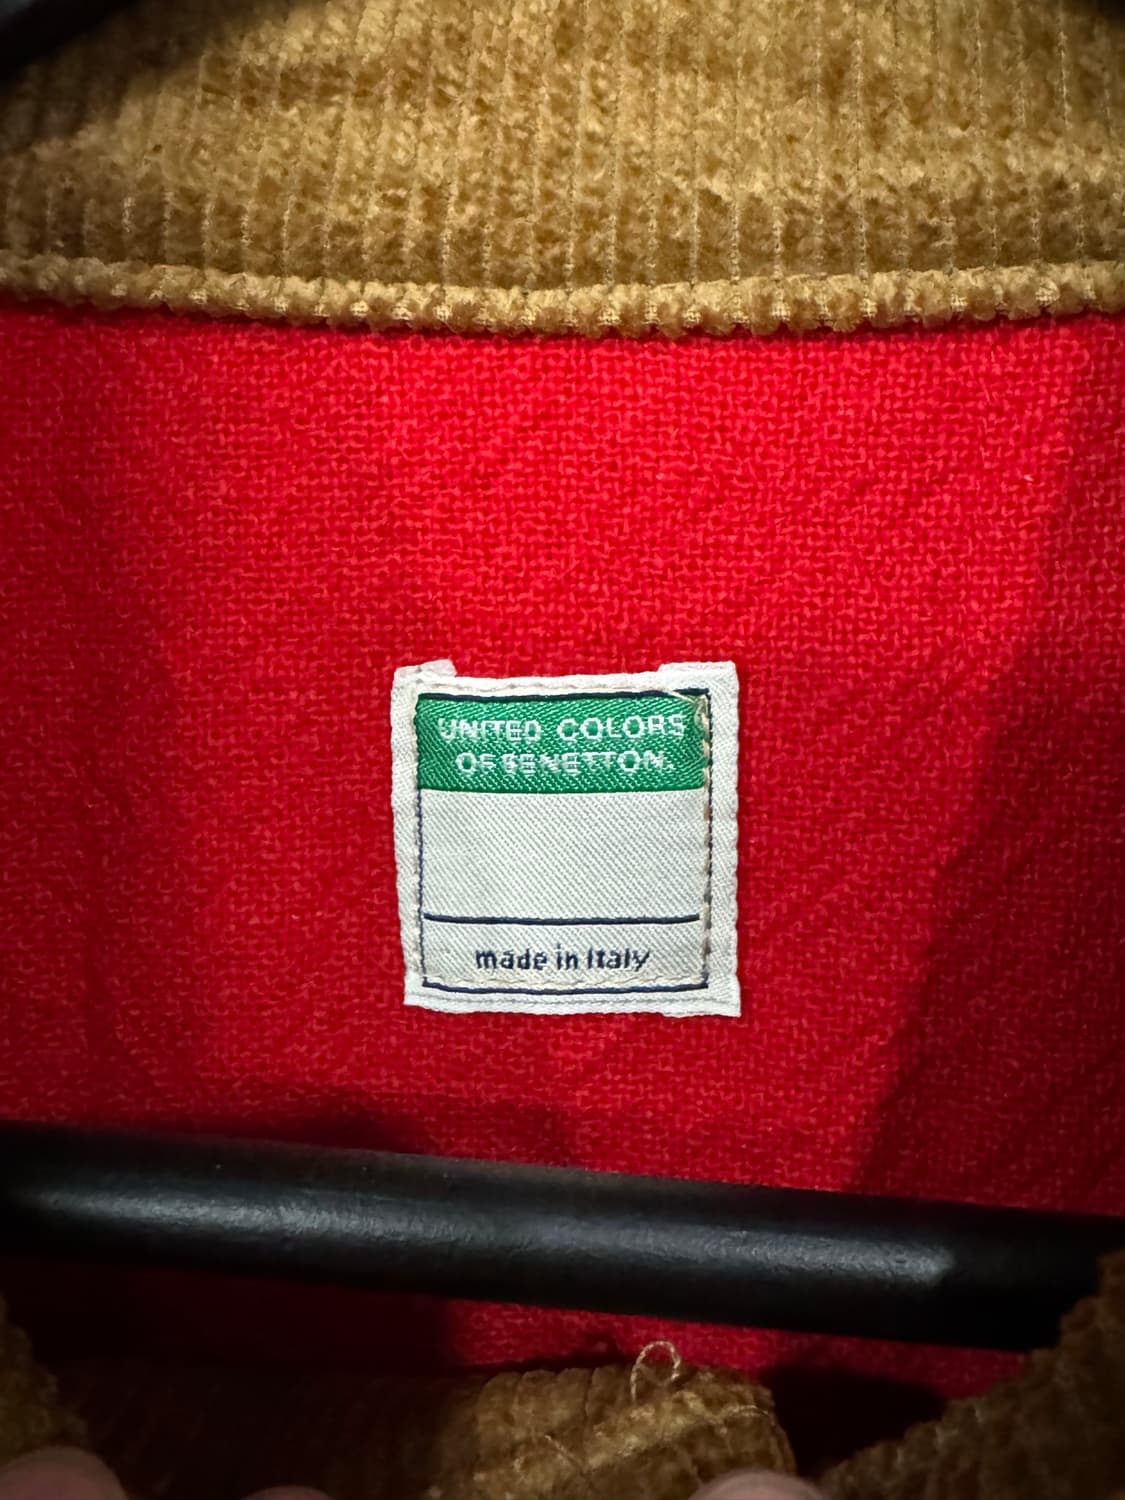 UNITED COLORS
OF BENETTON.
made in Italy